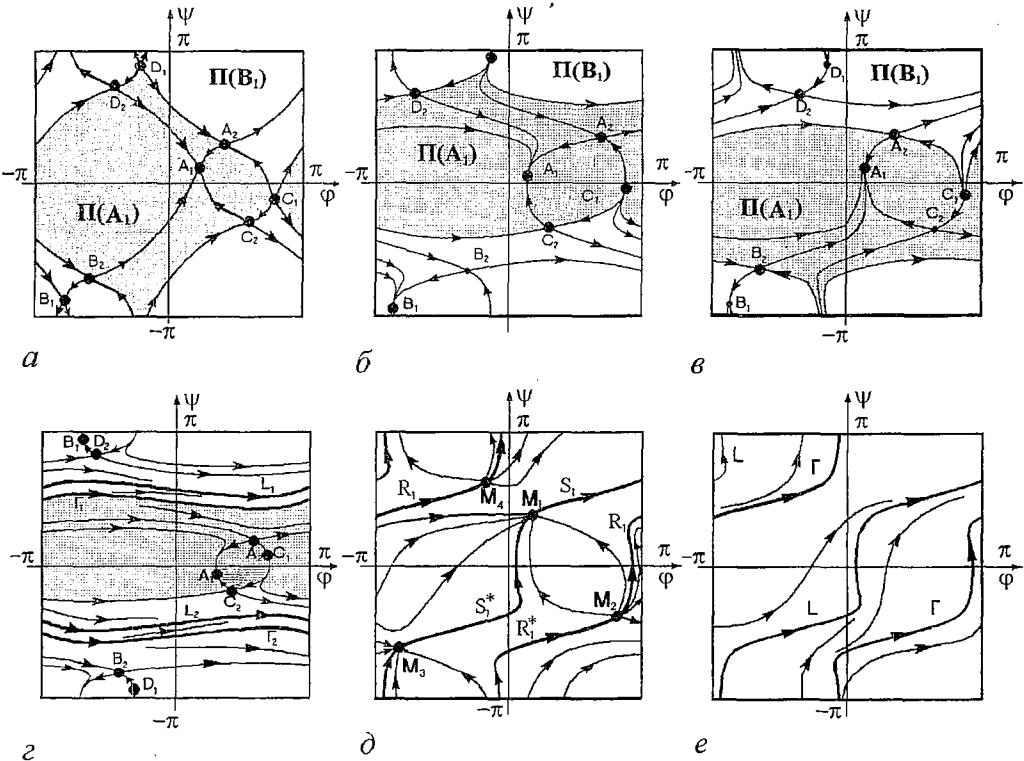 ψ
π
D₁
Π(B₁)
D₂
A₂
A₁
-π
π
φ
Π(A₁)
C₁
C₂
B₂
B₁
-π
а
ψ
π
Π(B₁)
D₂
A₂
Π(A₁)
A₁
-π
π
φ
C₁
C₂
B₂
B₁
б
ψ
π
D₁
Π(B₁)
D₂
A₂
A₁
-π
π
φ
Π(A₁)
C₁
C₂
B₂
B₁
-π
в
ψ
π
B₁
D₂
L₁
Γ₁
A
C₁
-π
π
φ
A₁
C₂
L₂
Γ₂
B₂
D₁
-π
г
ψ
π
R₁
M₄
M₁
S₁
R₁
-π
π
φ
S₁*
R₁*
M₂
M₃
-π
д
ψ
π
L
Γ
-π
π
φ
L
Γ
-π
е